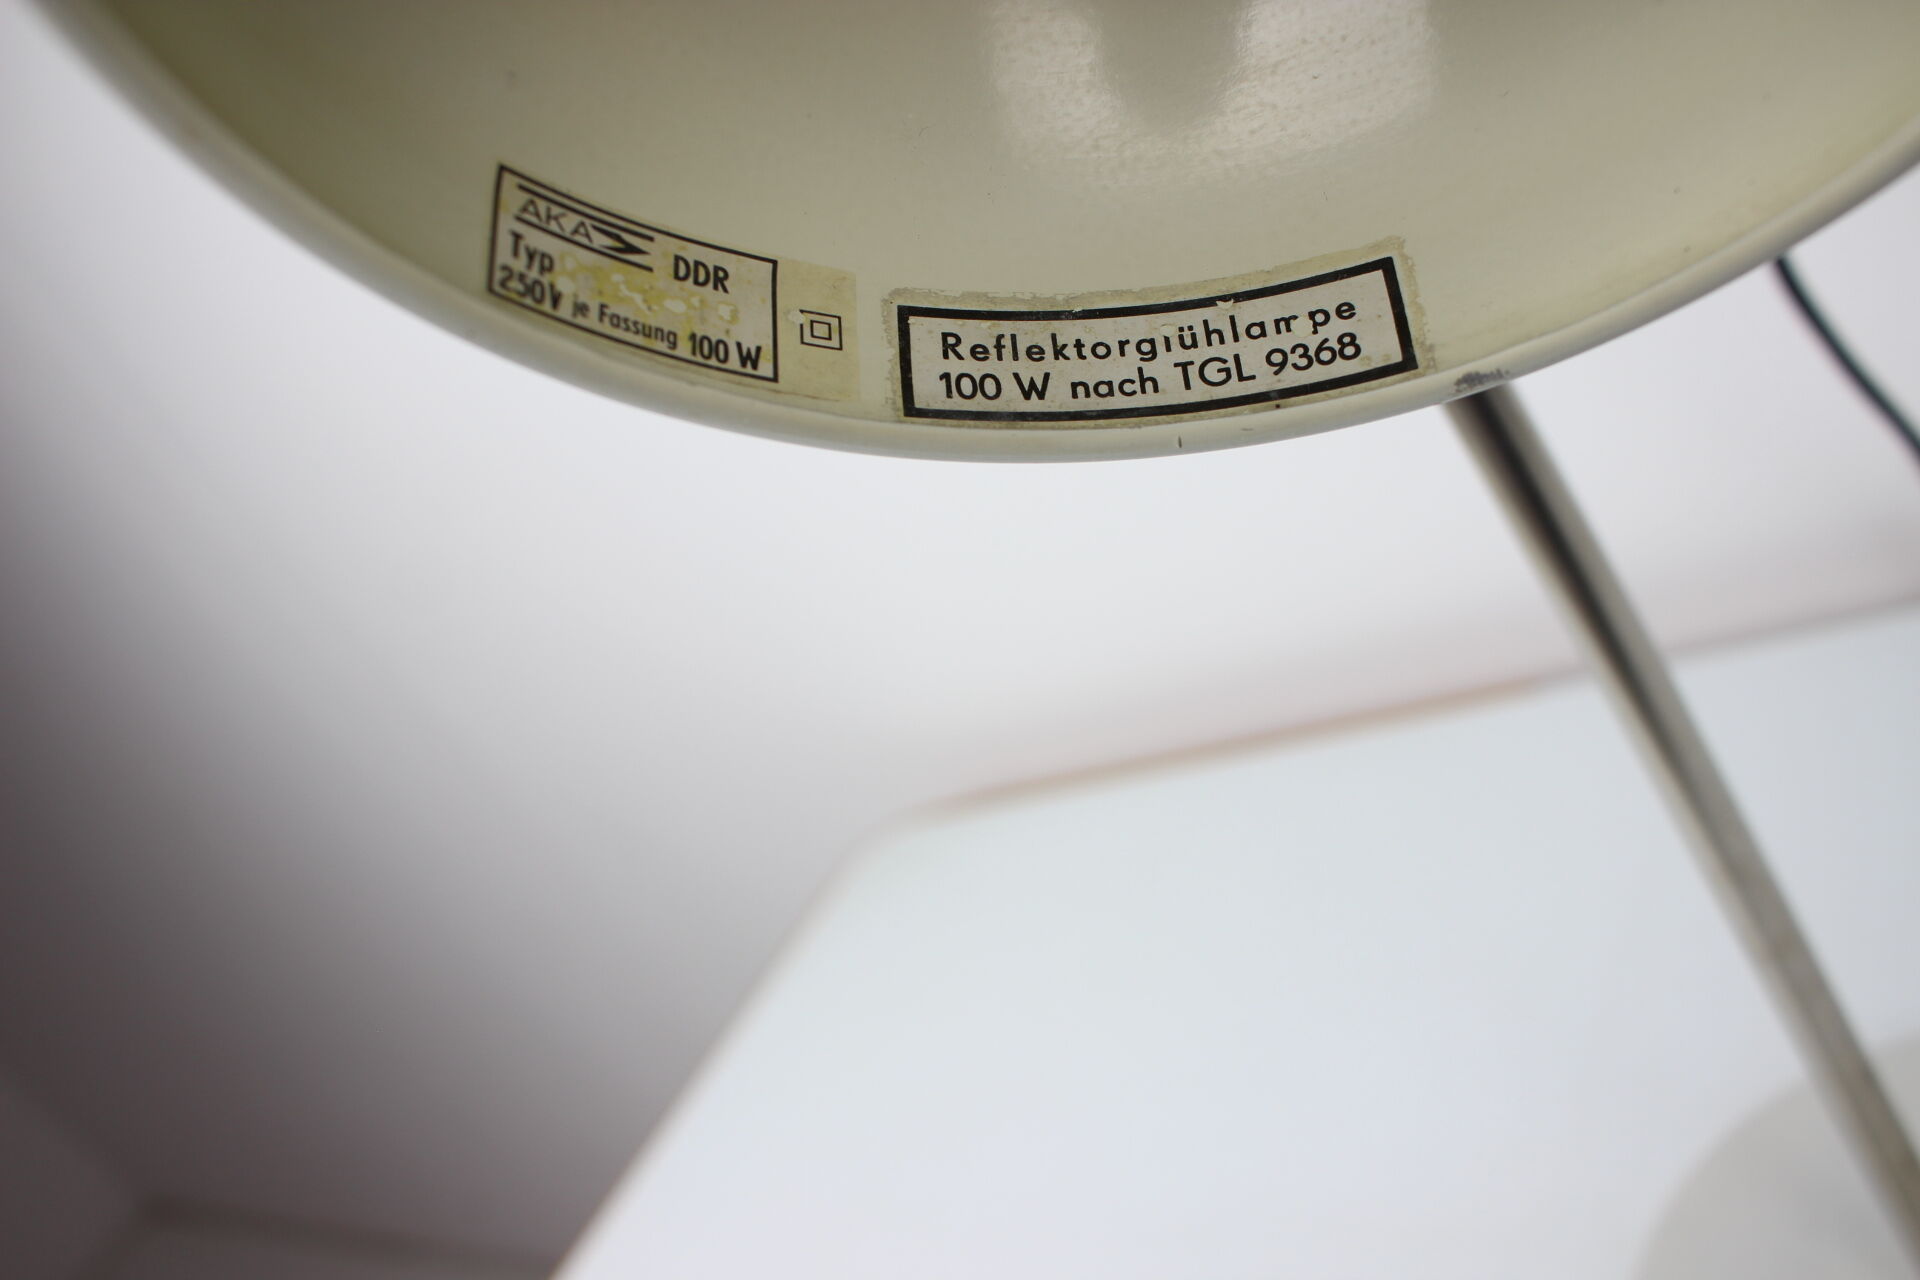 AKA DDR
Typ
250V je Fassung 100 W
Reflektorglühlampe
100 W nach TGL 9368